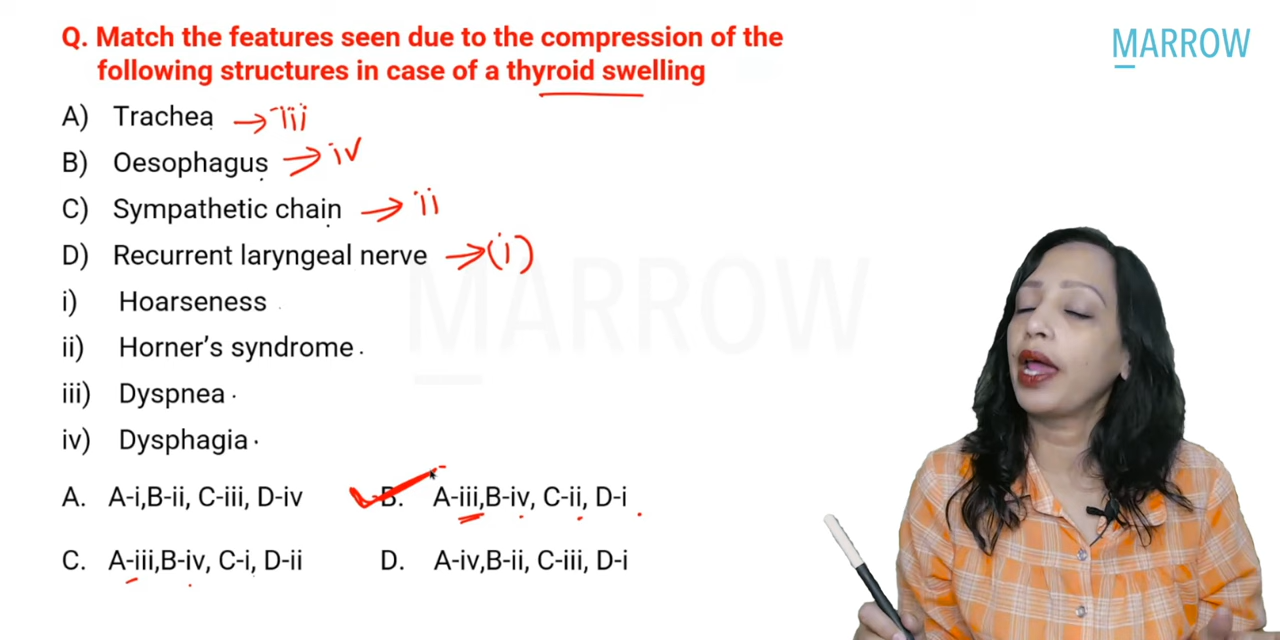 Q. Match the features seen due to the compression of the
MARROW
following structures in case of a thyroid swelling
A) Trachea → iii
B) Oesophagus → iv
C) Sympathetic chain → ii
D) Recurrent laryngeal nerve → (i)
i) Hoarseness
MARROW
ii) Horner's syndrome
iii) Dyspnea
iv) Dysphagia
A. A-i,B-ii, C-iii, D-iv B. A-iii,B-iv, C-ii, D-i
C. A-iii,B-iv, C-i, D-ii D. A-iv,B-ii, C-iii, D-i